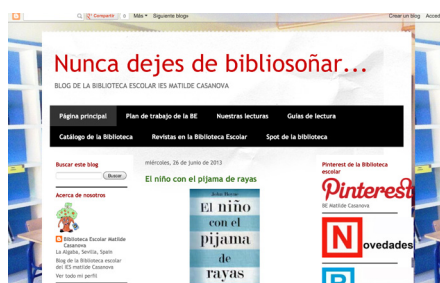 Compartir 0 Más Siguiente blog» Crear un blog Acced
Nunca dejes de bibliosoñar...
BLOG DE LA BIBLIOTECA ESCOLAR IES MATILDE CASANOVA
Página principal Plan de trabajo de la BE Nuestras lecturas Guías de lectura
Catálogo de la Biblioteca Revistas en la Biblioteca Escolar Spot de la biblioteca
Buscar este blog
Buscar
Acerca de nosotros
Biblioteca Escolar Matilde
Casanova
La Algaba, Sevilla, Spain
Blog de la Biblioteca escolar
del IES matilde Casanova
Ver todo mi perfil
miércoles, 26 de junio de 2013
El niño con el pijama de rayas
John Boyne
El niño
con el
pijama
de
rayas
Pinterest de la Biblioteca
escolar
Pinterest
BE Matilde Casanova
Novedades